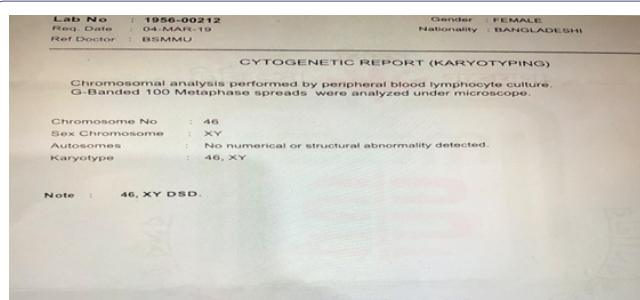 Lab No : 1956-00212 Gender : FEMALE
Req. Date : 04-MAR-19 Nationality : BANGLADESHI
Ref Doctor : BSMMU
CYTOGENETIC REPORT (KARYOTYPING)
Chromosomal analysis performed by peripheral blood lymphocyte culture.
G-Banded 100 Metaphase spreads were analyzed under microscope.
Chromosome No : 46
Sex Chromosome : XY
Autosomes : No numerical or structural abnormality detected.
Karyotype : 46, XY
Note : 46, XY DSD.